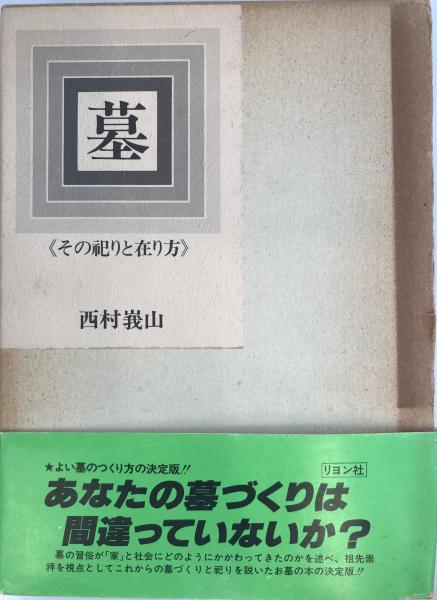 墓
《その祀りと在り方》
西村峩山
★よい墓のつくり方の決定版!!
リヨン社
あなたの墓づくりは
間違っていないか？
墓の習俗が「家」と社会にどのようにかかわってきたのかを述べ、祖先崇
拝を視点としてこれからの墓づくりと祀りを説いたお墓の本の決定版!!